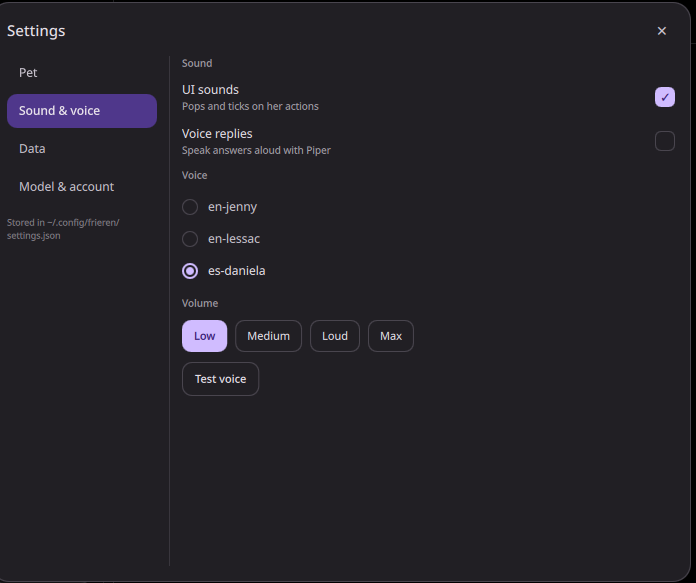 Settings
✕
Pet
Sound & voice
Data
Model & account
Stored in ~/.config/frieren/
settings.json
Sound
UI sounds
Pops and ticks on her actions
✓
Voice replies
Speak answers aloud with Piper
Voice
en-jenny
en-lessac
es-daniela
Volume
Low Medium Loud Max
Test voice